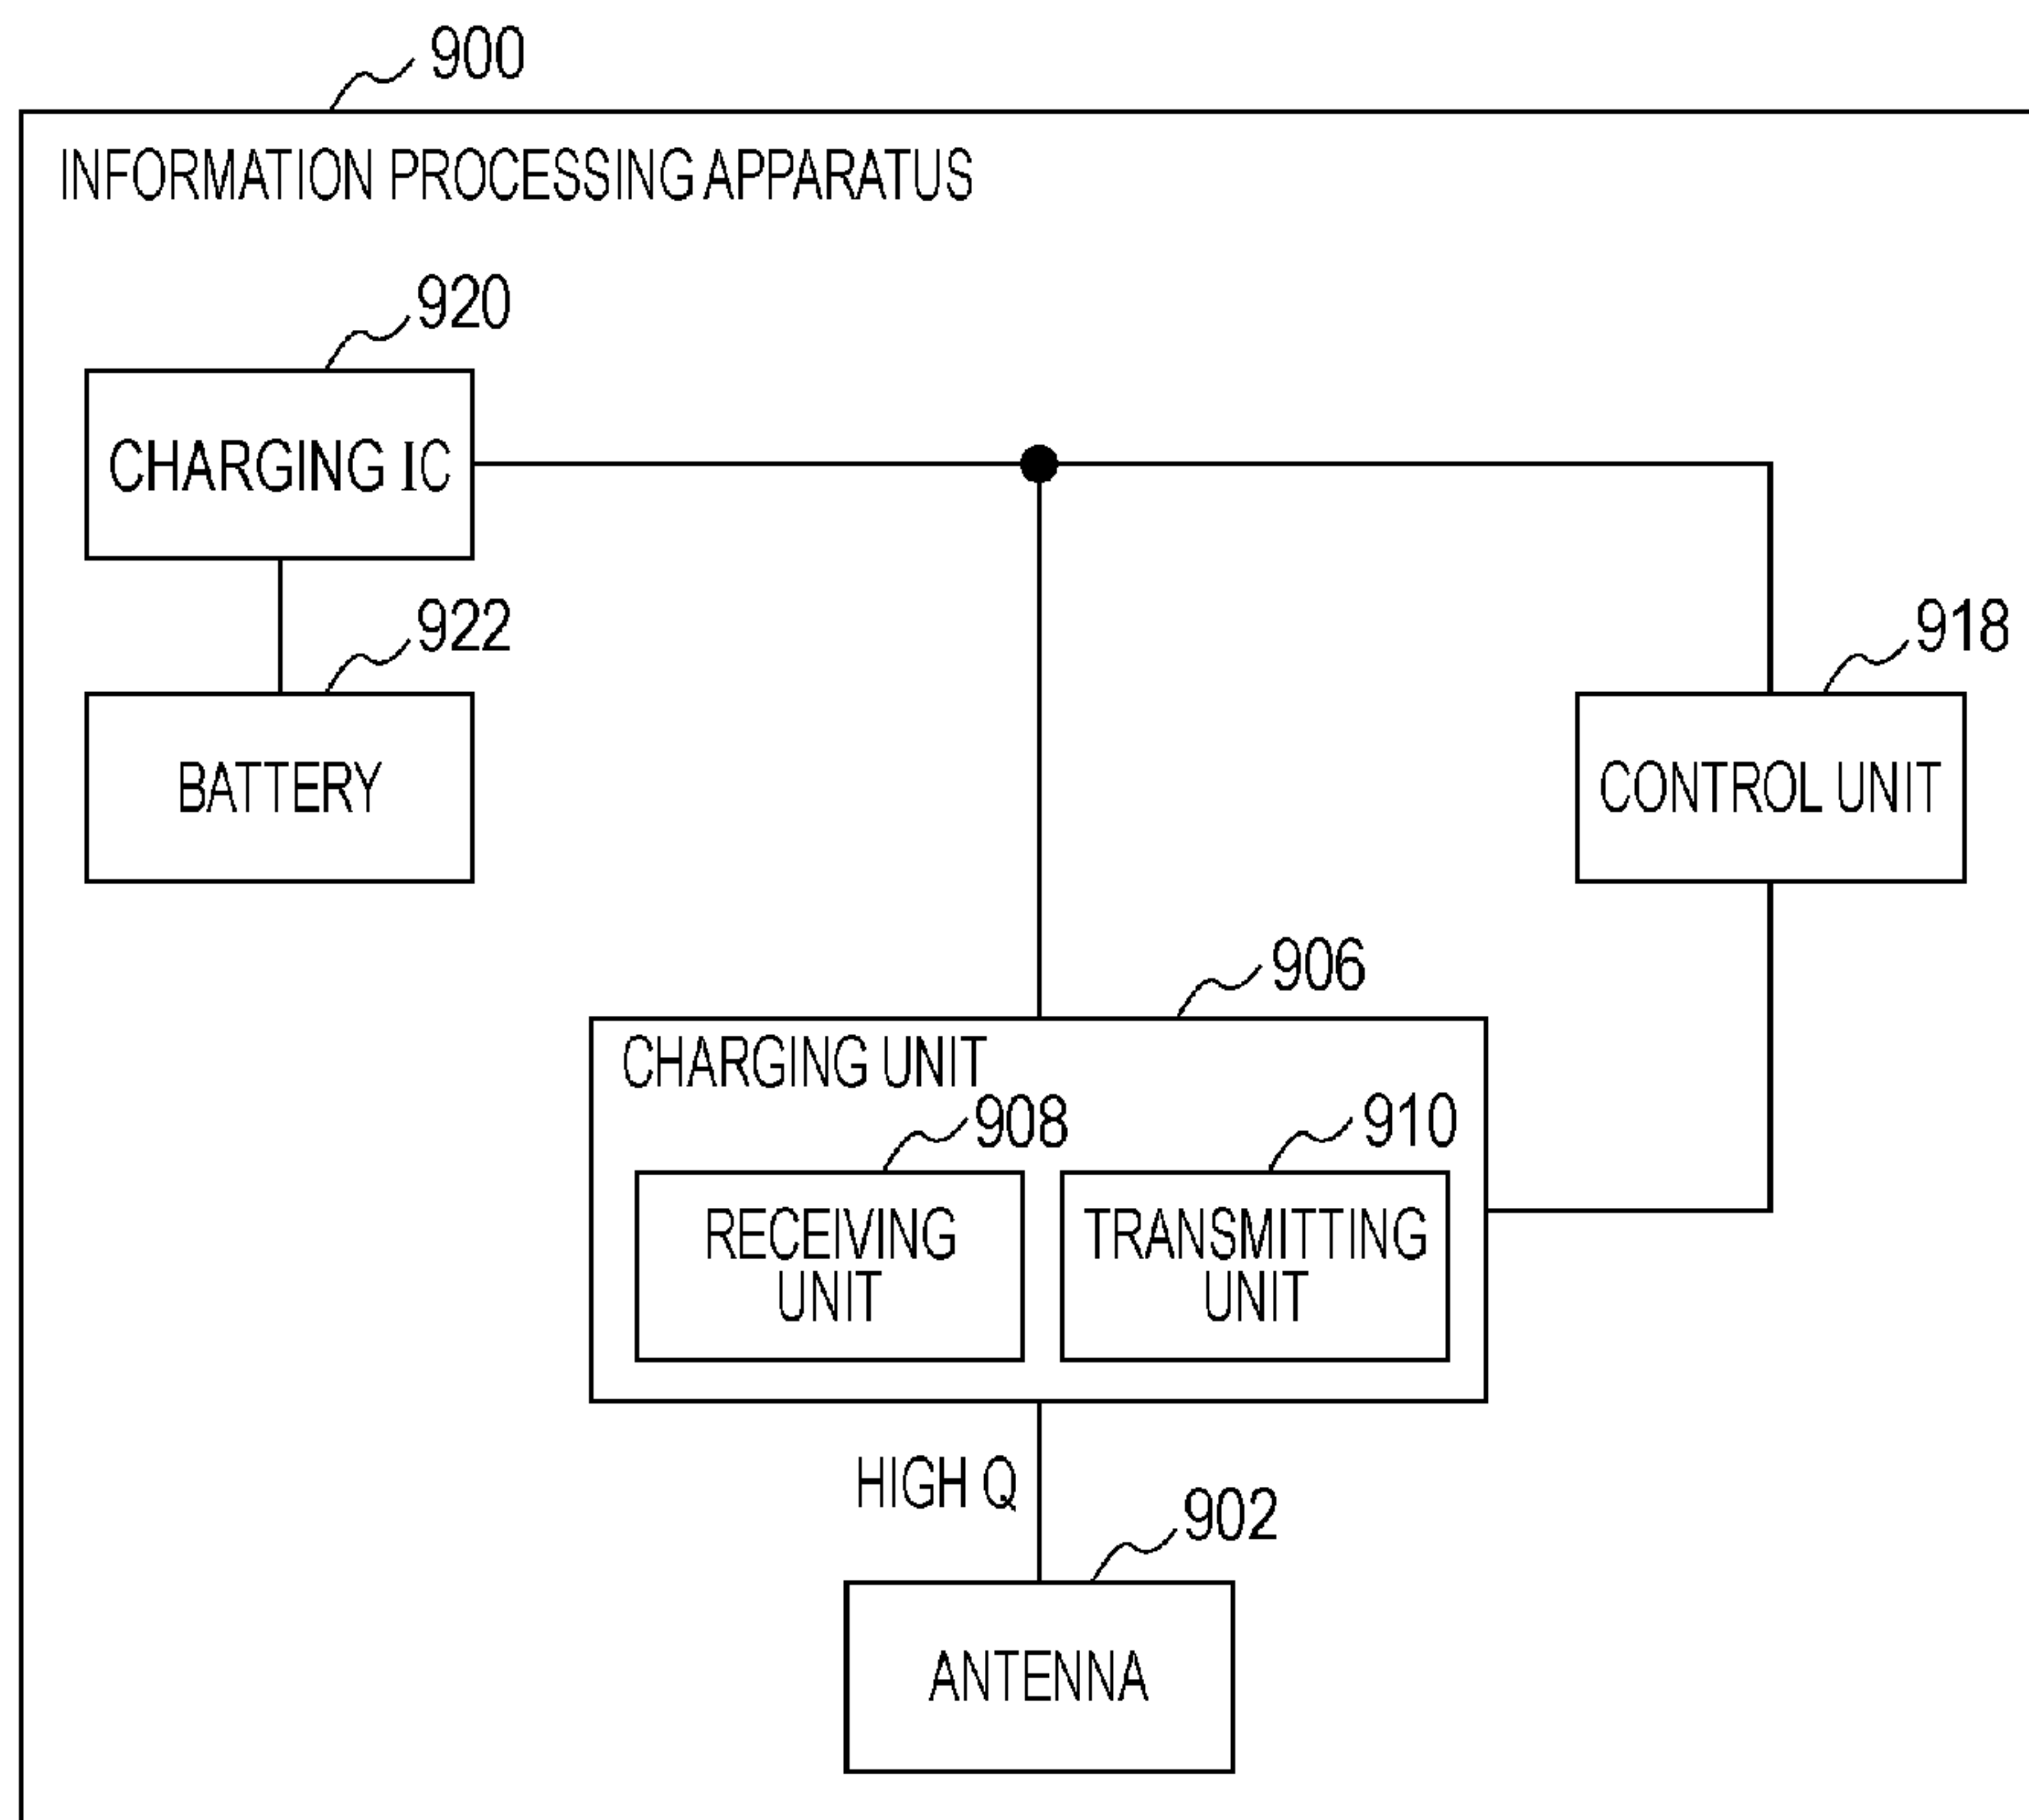 900
INFORMATION PROCESSING APPARATUS
920
CHARGING IC
922
BATTERY
918
CONTROL UNIT
906
CHARGING UNIT
908
910
RECEIVING
UNIT
TRANSMITTING
UNIT
HIGH Q
902
ANTENNA